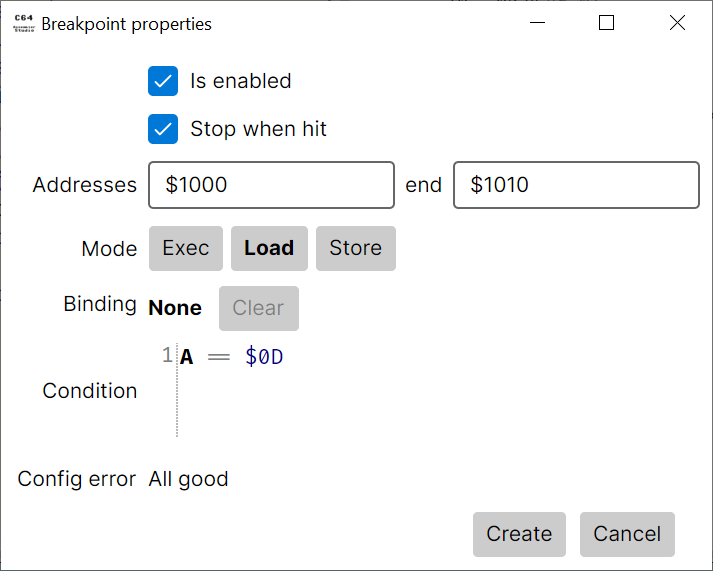 C64
Breakpoint properties
Is enabled
Stop when hit
Addresses $1000 end $1010
Mode Exec Load Store
Binding None Clear
1 A == $0D
Condition
Config error All good
Create Cancel